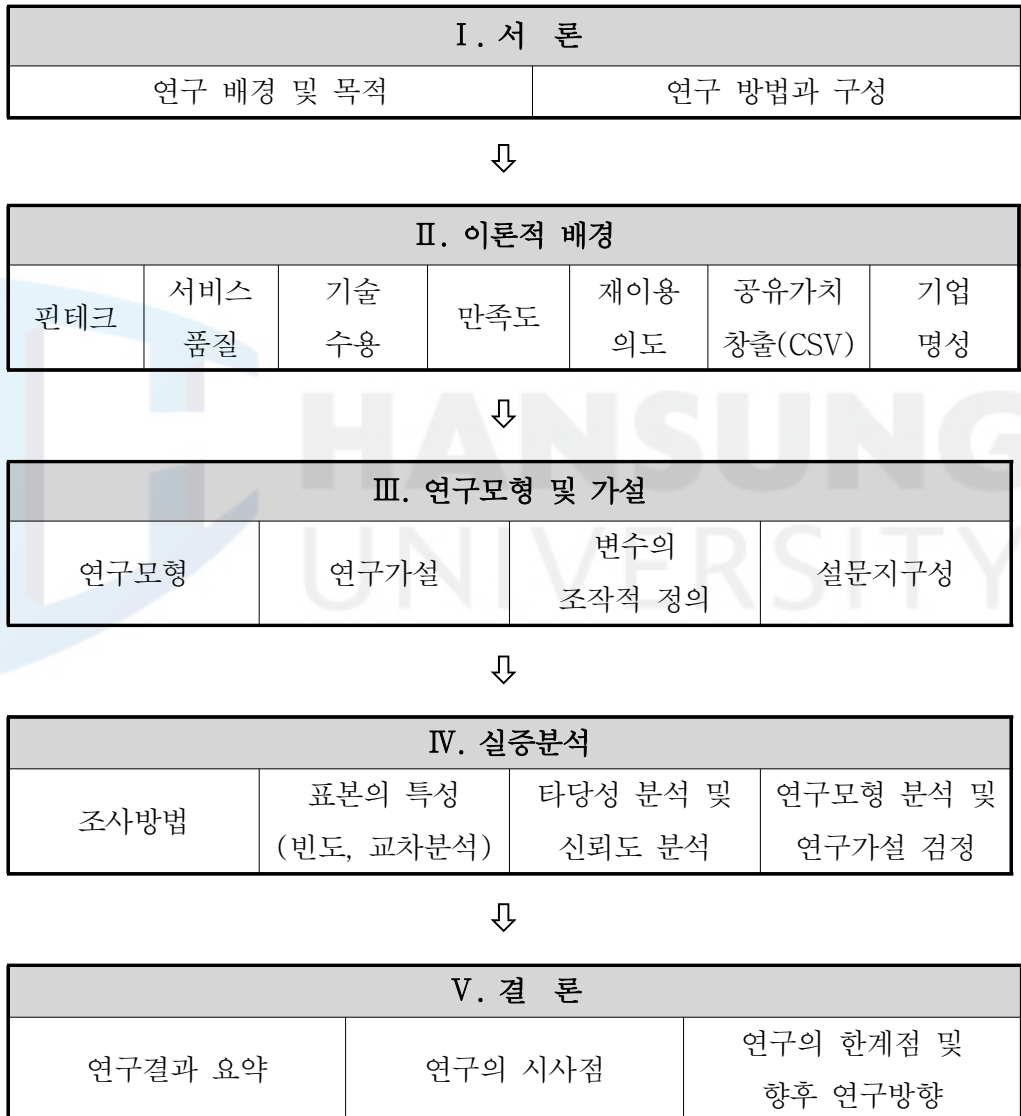 Ⅰ. 서 론
연구 배경 및 목적
연구 방법과 구성
⇩
Ⅱ. 이론적 배경
핀테크
서비스
품질
기술
수용
만족도
재이용
의도
공유가치
창출(CSV)
기업
명성
⇩
HANSUNG
UNIVERSITY
Ⅲ. 연구모형 및 가설
연구모형
연구가설
변수의
조작적 정의
설문지구성
⇩
Ⅳ. 실증분석
조사방법
표본의 특성
(빈도, 교차분석)
타당성 분석 및
신뢰도 분석
연구모형 분석 및
연구가설 검정
⇩
Ⅴ. 결 론
연구결과 요약
연구의 시사점
연구의 한계점 및
향후 연구방향